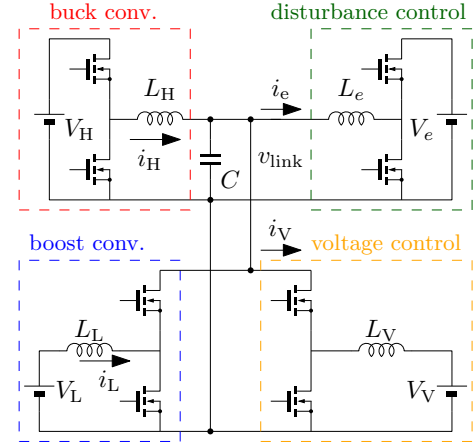 buck conv.
disturbance control
L_H
i_e
L_e
V_H
i_H
C
v_link
V_e
boost conv.
i_V
voltage control
L_L
L_V
V_L
i_L
V_V